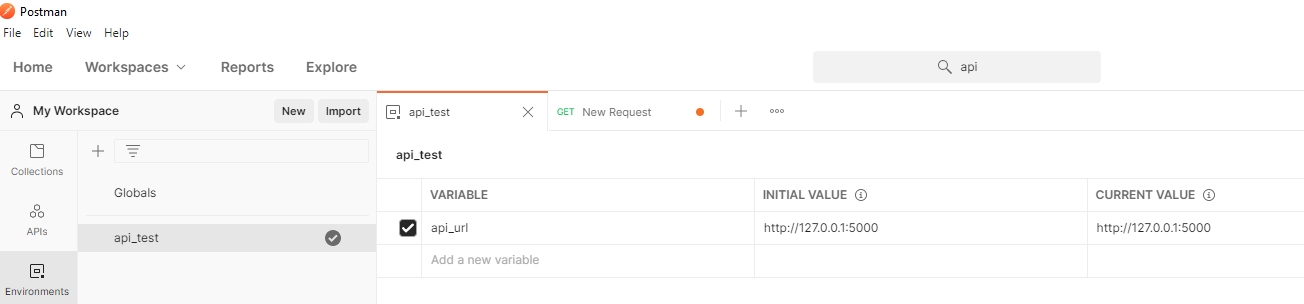 Postman
File Edit View Help
Home Workspaces Reports Explore api
My Workspace New Import api_test GET New Request
Collections
Globals
APIs
api_test
Environments
api_test
VARIABLE INITIAL VALUE CURRENT VALUE
api_url http://127.0.0.1:5000 http://127.0.0.1:5000
Add a new variable